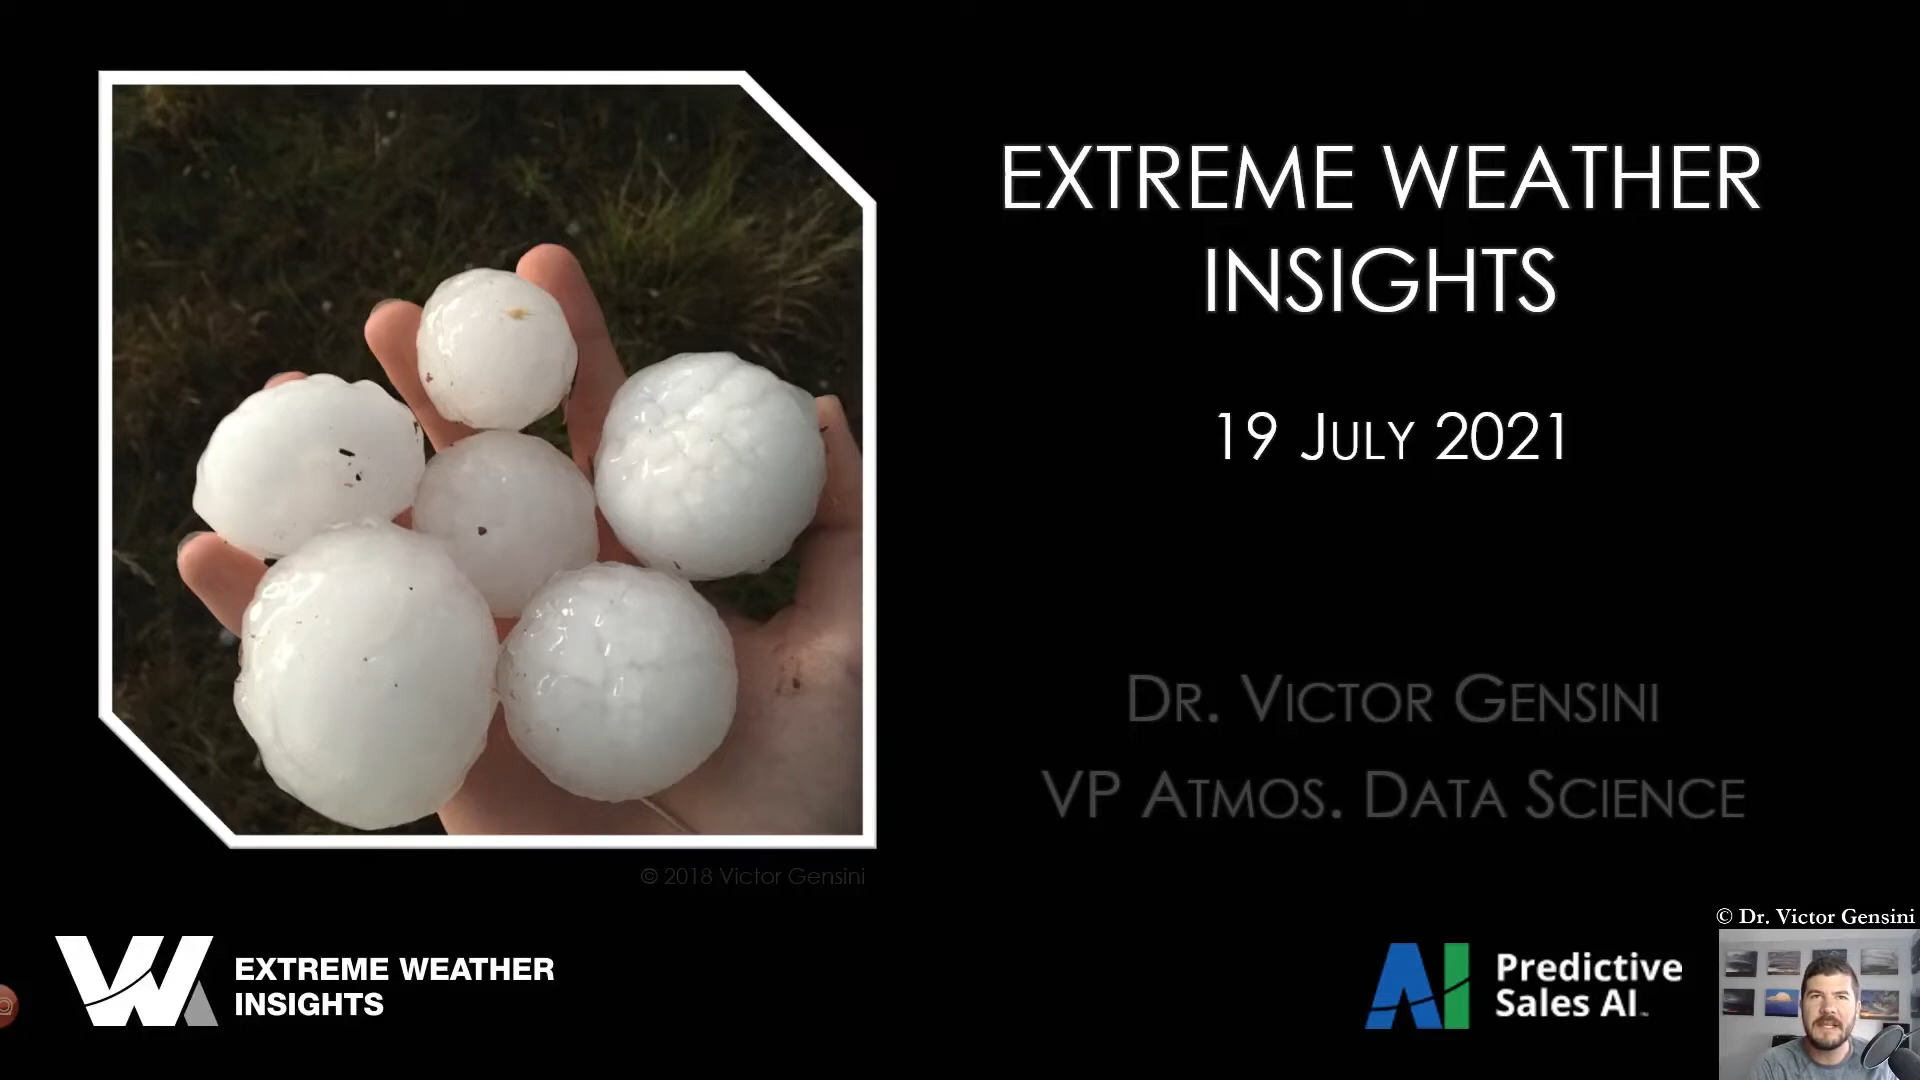 EXTREME WEATHER
INSIGHTS
19 JULY 2021
DR. VICTOR GENSINI
VP ATMOS. DATA SCIENCE
© 2018 Victor Gensini
© Dr. Victor Gensini
EXTREME WEATHER
INSIGHTS
AI Predictive
Sales AI